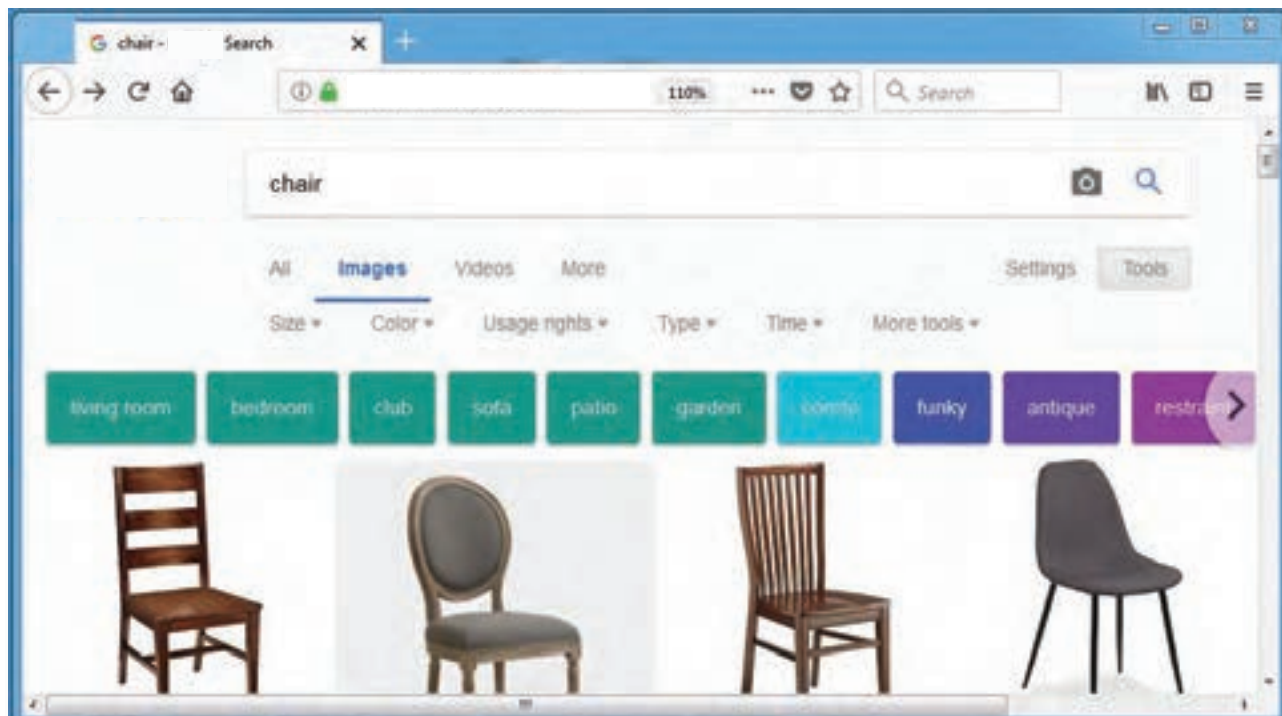 chair - Search
110% Search
chair
All Images Videos More Settings Tools
Size Color Usage rights Type Time More tools
living room bedroom club sofa patio garden funky antique